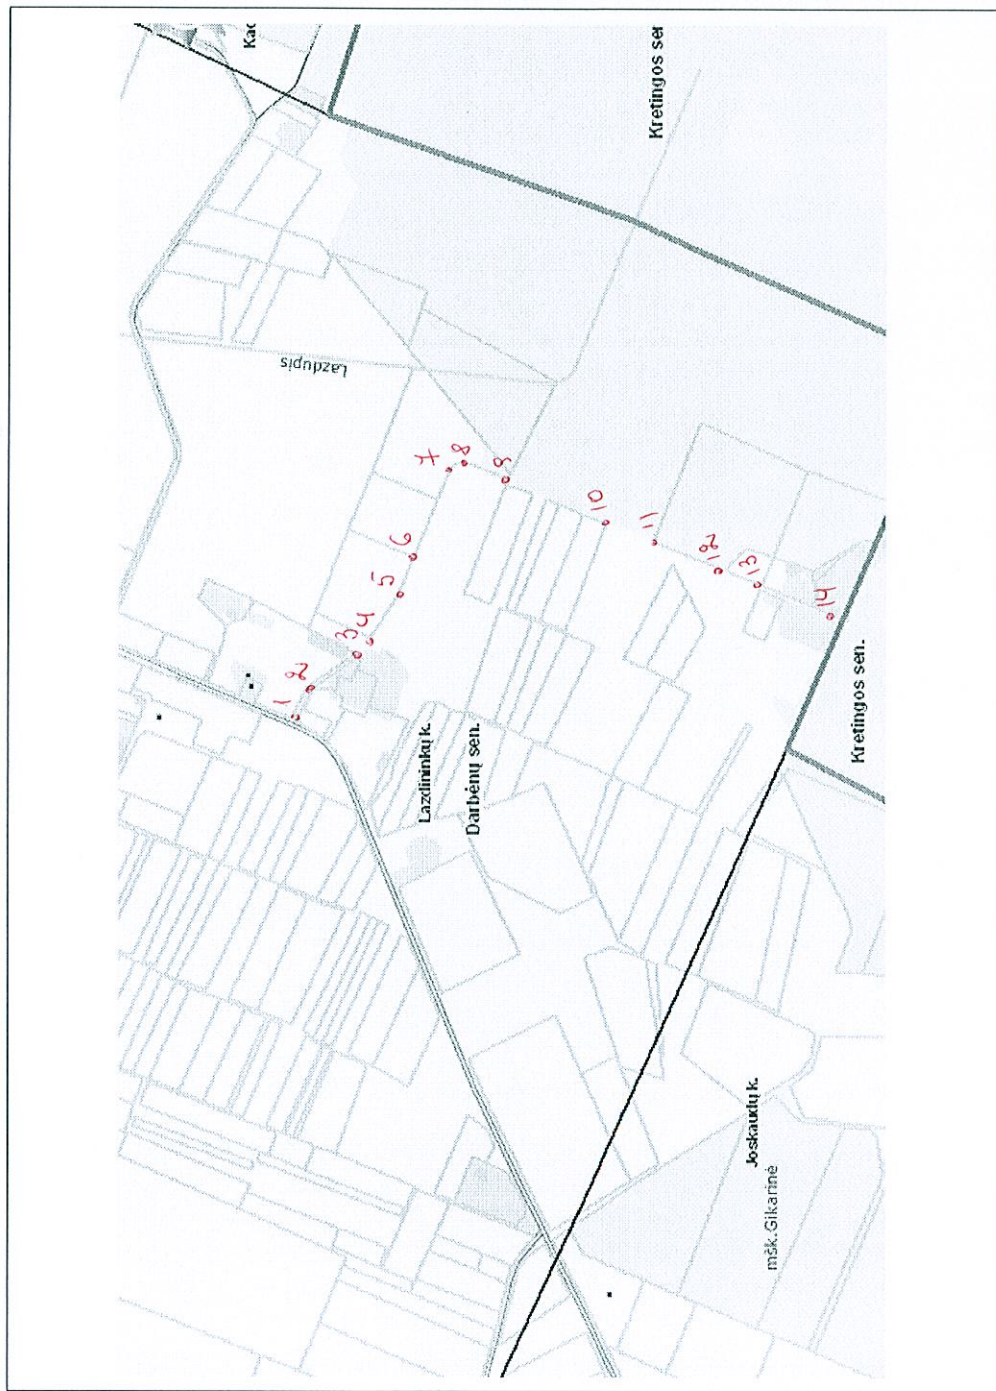 Kretingos sen
Lazdupis
1
2
3
4
5
6
7
8
9
10
11
12
13
14
Lazdininkų k.
Darbėnų sen.
Kretingos sen.
Joskaudų k.
mšk.Gikarinė